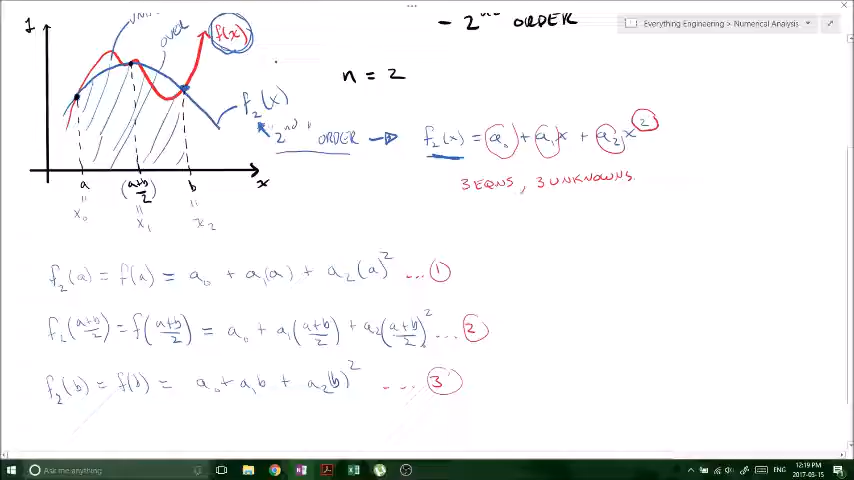 - 2nd ORDER
Everything Engineering > Numerical Analysis
1
over
f(x)
n = 2
f₂(x)
"2nd" ORDER → f₂(x) = a₀ + a₁x + a₂x²
3 EQNS, 3 UNKNOWNS.
a (a+b/2) b x
= = =
x₀ x₁ x₂
f₂(a) = f(a) = a₀ + a₁(a) + a₂(a)² ... 1
f₂(a+b/2) = f(a+b/2) = a₀ + a₁(a+b/2) + a₂(a+b/2)² ... 2
f₂(b) = f(b) = a₀ + a₁b + a₂(b)² .... 3
Ask me anything
ENG
12:19 PM
2017-05-15